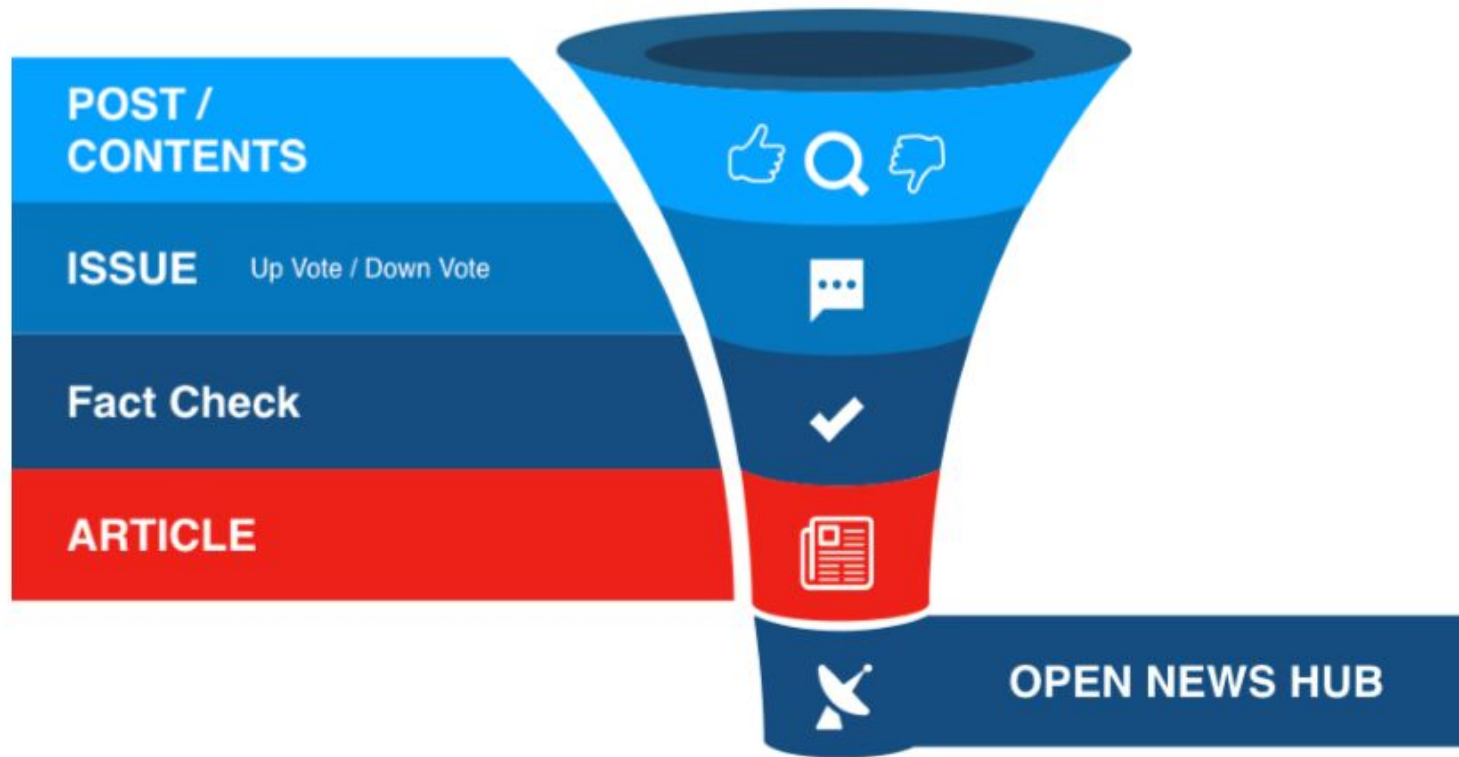 POST /
CONTENTS
ISSUE Up Vote / Down Vote
Fact Check
ARTICLE
OPEN NEWS HUB